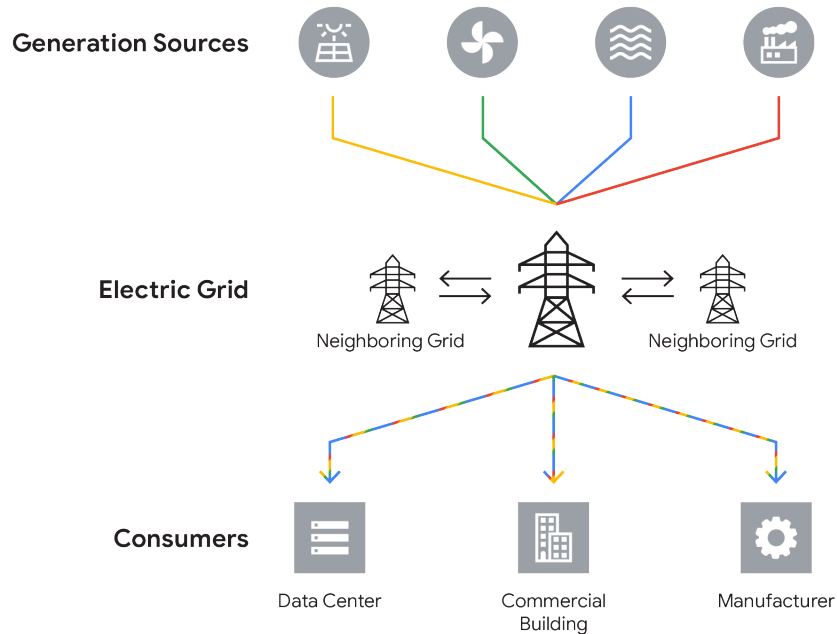 Generation Sources
Electric Grid
Neighboring Grid
Neighboring Grid
Consumers
Data Center
Commercial
Building
Manufacturer